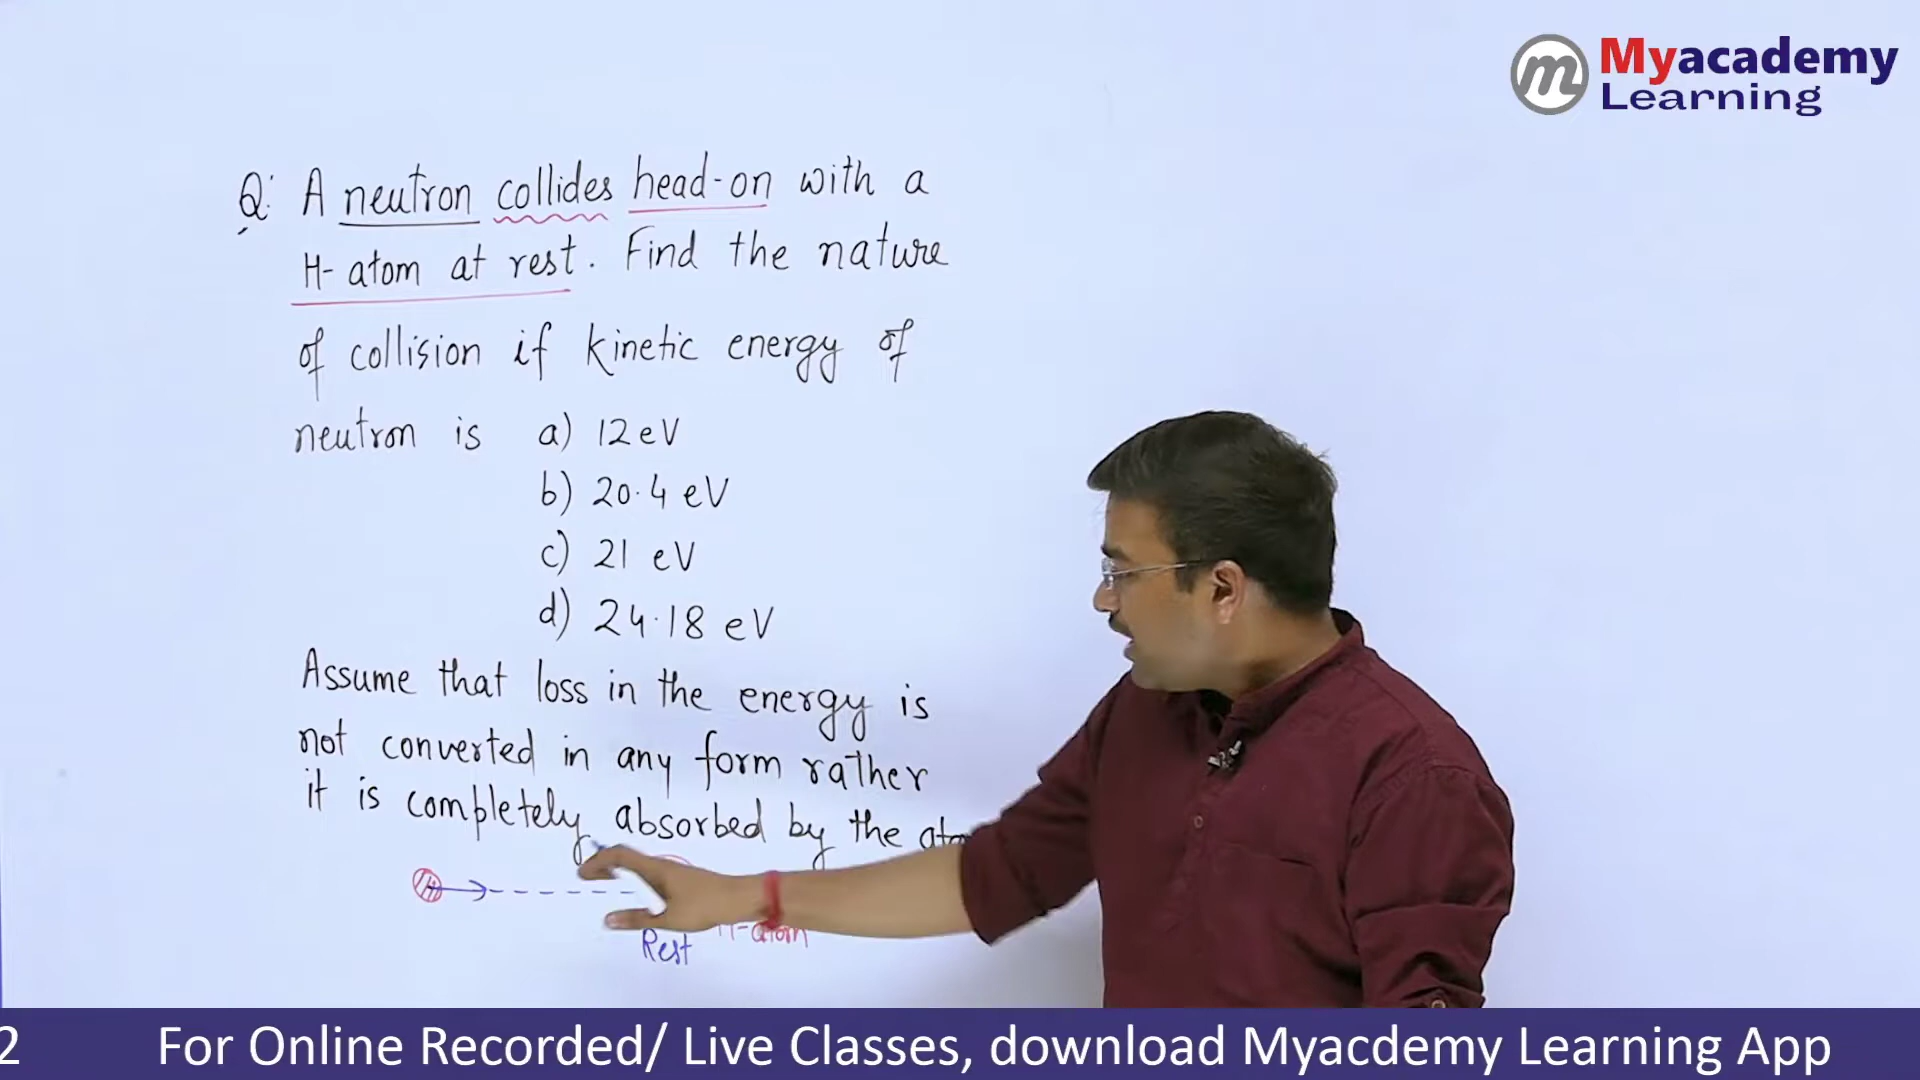 Myacademy
Learning
Q: A neutron collides head-on with a
H-atom at rest. Find the nature
of collision if kinetic energy of
neutron is a) 12 eV
b) 20.4 eV
c) 21 eV
d) 24.18 eV
Assume that loss in the energy is
not converted in any form rather
it is completely absorbed by the
H-atom
Rest
2 For Online Recorded/ Live Classes, download Myacdemy Learning App